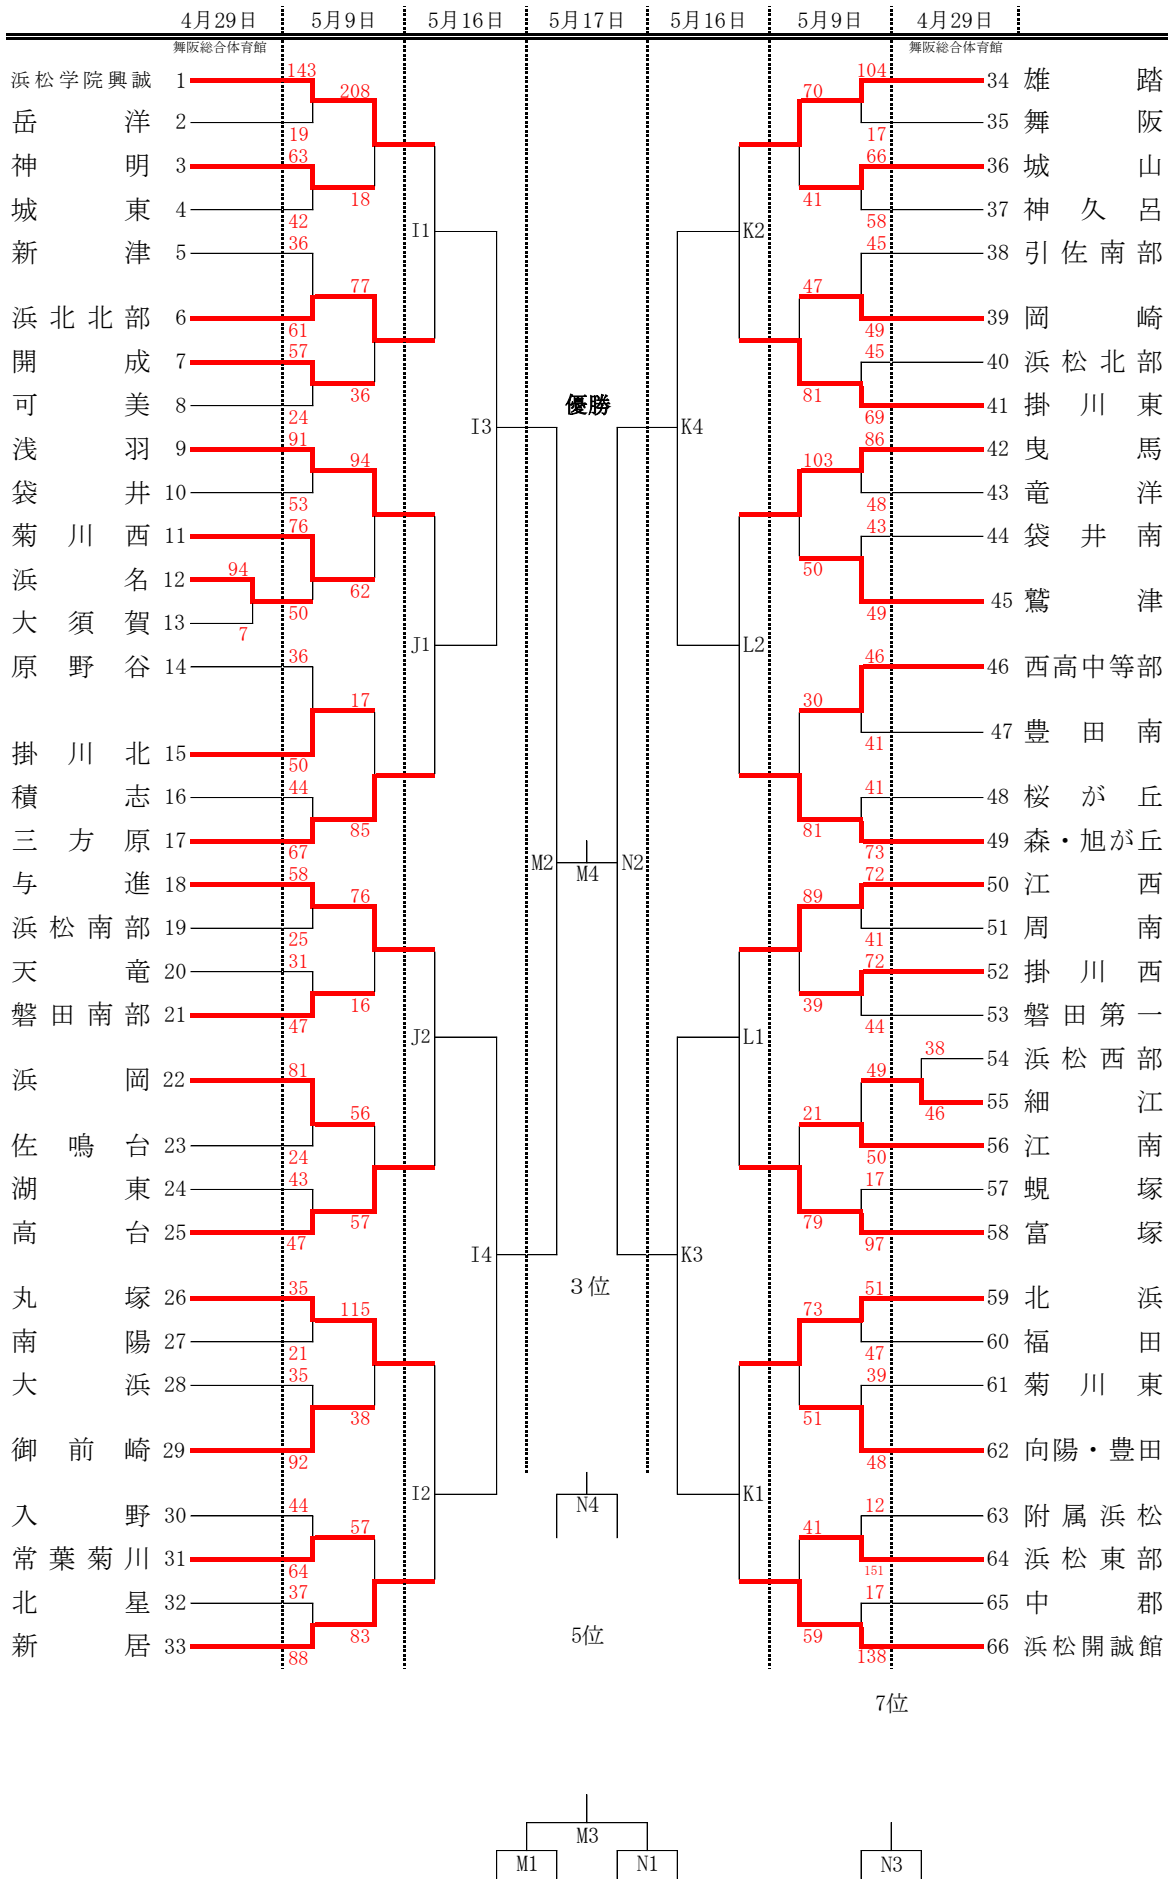 4月29日 5月9日 5月16日 5月17日 5月16日 5月9日 4月29日
舞阪総合体育館 舞阪総合体育館
浜松学院興誠 1 143 208 70 104 34 雄踏
岳洋 2 19 17 35 舞阪
神明 3 63 66 36 城山
18 41
城東 4 42 58 37 神久呂
I1 K2
新津 5 36 45 38 引佐南部
77 47
浜北北部 6 61 49 39 岡崎
開成 7 57 45 40 浜松北部
36 81
可美 8 24 優勝 69 41 掛川東
I3 K4
浅羽 9 91 94 103 86 42 曳馬
袋井 10 53 48 43 竜洋
菊川西 11 76 43 44 袋井南
浜名 12 94 62 50
50 49 45 鷲津
大須賀 13 7
J1 L2
原野谷 14 36 46 46 西高中等部
17 30
47 豊田南
掛川北 15 50 41
積志 16 44 41 48 桜が丘
85 81
三方原 17 67 73 49 森・旭が丘
M2 M4 N2
与進 18 58 76 89 72 50 江西
浜松南部 19 25 41 51 周南
天竜 20 31 72 52 掛川西
16 39
磐田南部 21 47 44 53 磐田第一
J2 L1
38 54 浜松西部
浜岡 22 81 49 46 55 細江
56 21
佐鳴台 23 24 50 56 江南
湖東 24 43 17 57 蜆塚
57 79
高台 25 47 97 58 富塚
I4 K3
3位
丸塚 26 35 115 73 51 59 北浜
南陽 27 21 47 60 福田
大浜 28 35 39 61 菊川東
38 51
御前崎 29 92 48 62 向陽・豊田
I2 N4 K1
入野 30 44 57 41 12 63 附属浜松
常葉菊川 31 64 151 64 浜松東部
北星 32 37 17 65 中郡
83 5位 59
新居 33 88 138 66 浜松開誠館
7位
M3
M1 N1 N3